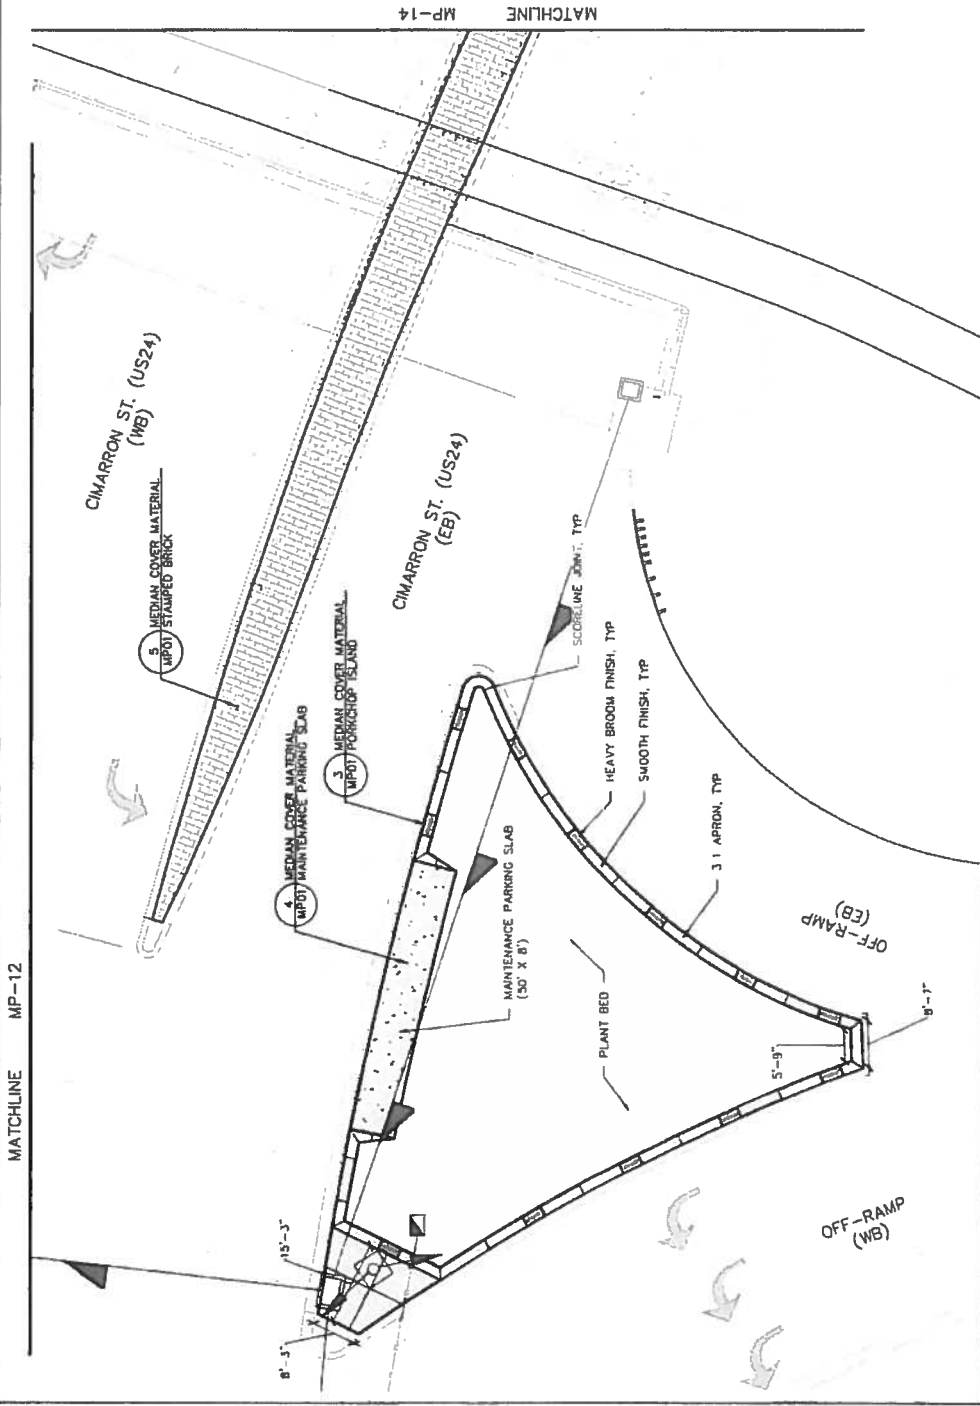 MATCHLINE MP-14
MATCHLINE MP-12
CIMARRON ST. (US24)
(WB)
5
MP01
MEDIAN COVER MATERIAL
STAMPED BRICK
CIMARRON ST. (US24)
(EB)
3
MP01
MEDIAN COVER MATERIAL
PORKCHOP ISLAND
4
MP01
MEDIAN COVER MATERIAL
MAINTENANCE PARKING SLAB
SCORELINE JOINT, TYP
HEAVY BROOM FINISH, TYP
SMOOTH FINISH, TYP
3 1 APRON, TYP
MAINTENANCE PARKING SLAB
(50' X 8')
PLANT BED
OFF-RAMP
(EB)
5'-9"
8'-7"
15'-3"
8'-3"
OFF-RAMP
(WB)